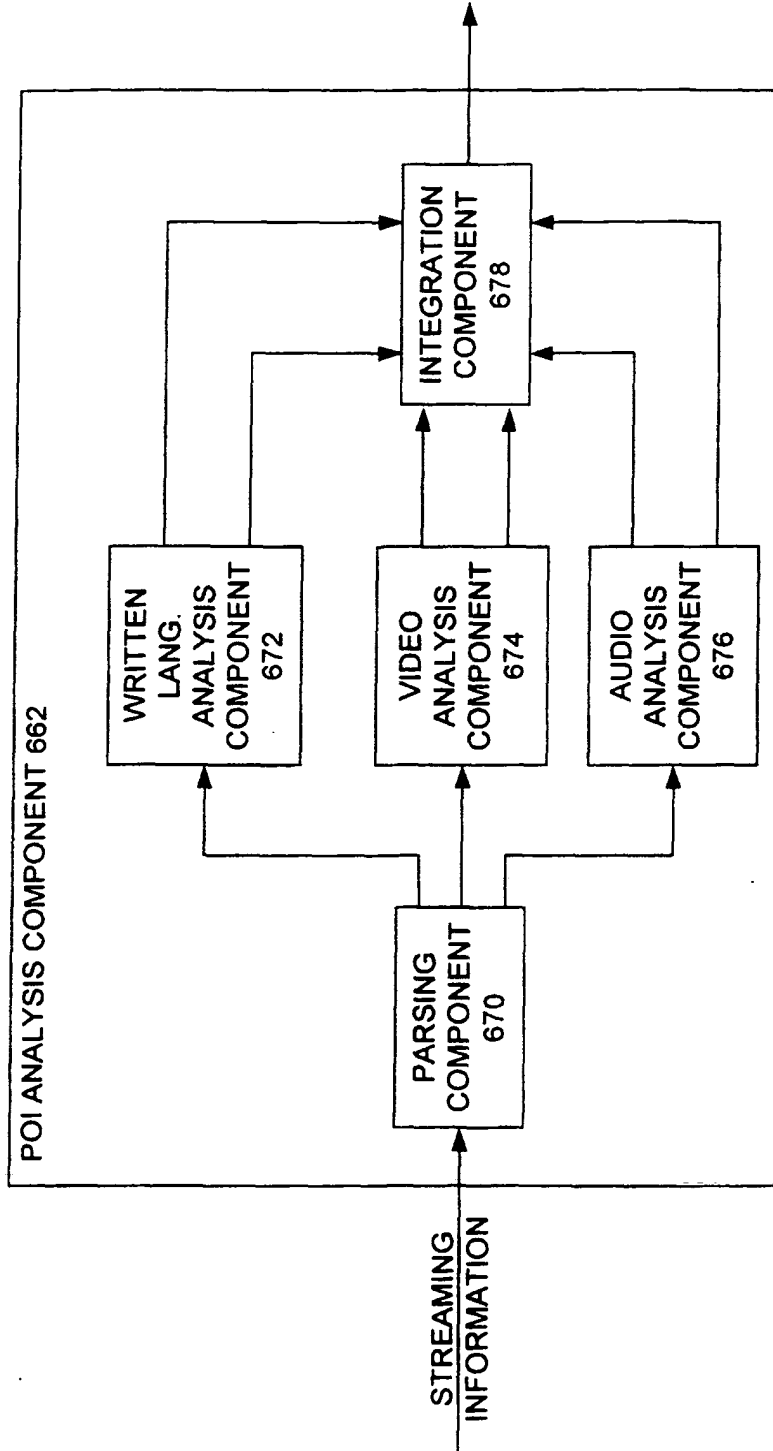 POI ANALYSIS COMPONENT 662
STREAMING
INFORMATION
PARSING
COMPONENT
670
WRITTEN
LANG.
ANALYSIS
COMPONENT
672
VIDEO
ANALYSIS
COMPONENT
674
AUDIO
ANALYSIS
COMPONENT
676
INTEGRATION
COMPONENT
678